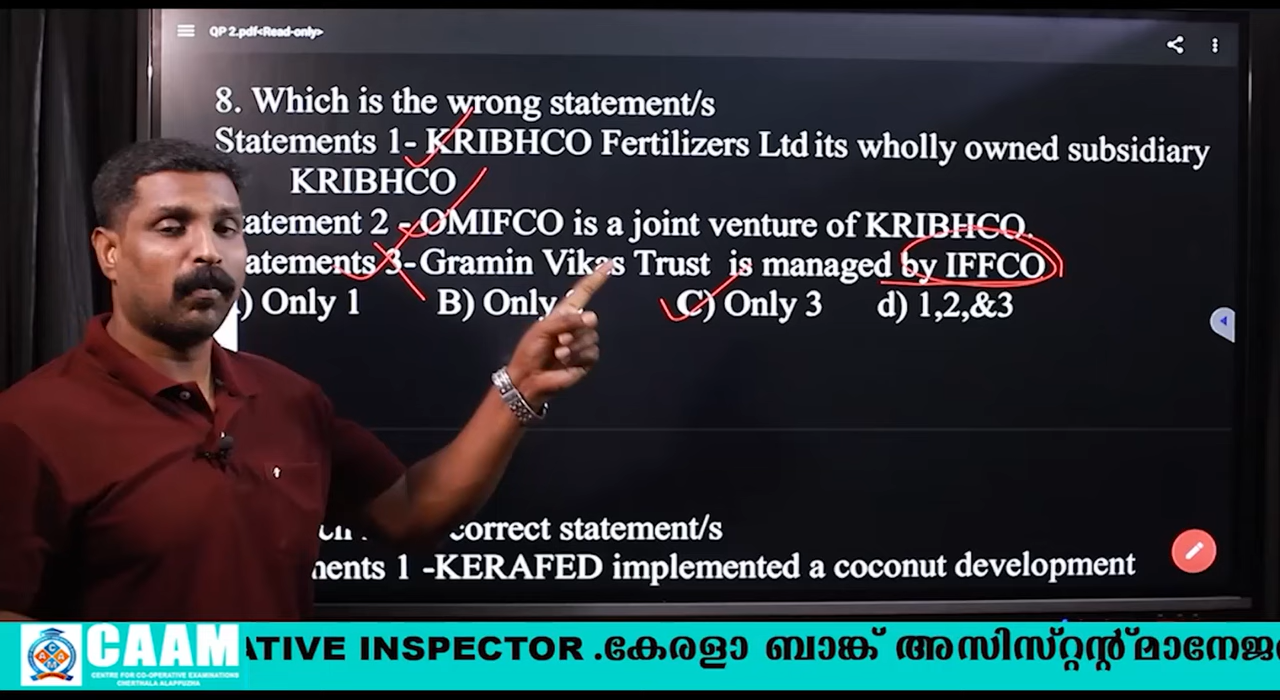 QP 2.pdf<Read-only>
8. Which is the wrong statement/s
Statements 1- KRIBHCO Fertilizers Ltd its wholly owned subsidiary
KRIBHCO
atement 2 - OMIFCO is a joint venture of KRIBHCO.
atements 3-Gramin Vikas Trust is managed by IFFCO
) Only 1 B) Only C) Only 3 d) 1,2,&3
correct statement/s
ments 1 -KERAFED implemented a coconut development
CAAM
CENTRE FOR CO-OPERATIVE EXAMINATIONS
CHERTHALA ALAPPUZHA
ATIVE INSPECTOR .കേരളാ ബാങ്ക് അസിസ്റ്റന്റ് മാനേജ